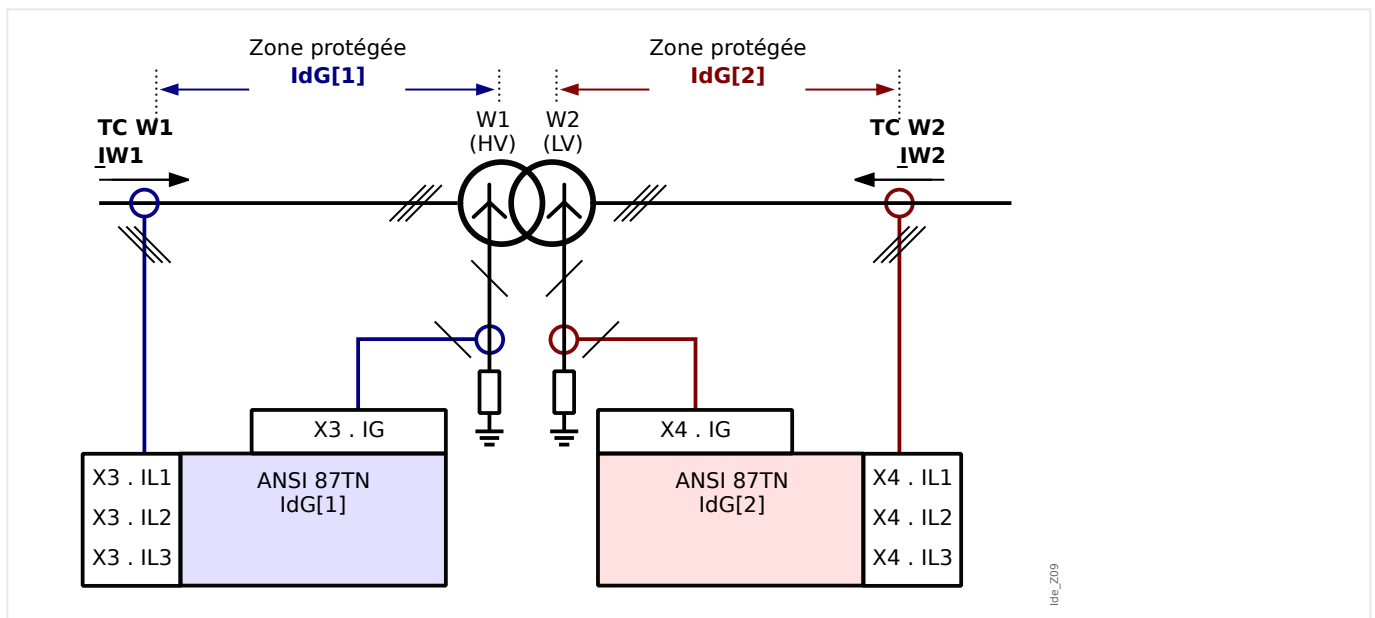 Zone protégée
IdG[1]
Zone protégée
IdG[2]
TC W1
IW1
W1
(HV)
W2
(LV)
TC W2
IW2
X3 . IG
X4 . IG
X3 . IL1
X3 . IL2
X3 . IL3
ANSI 87TN
IdG[1]
ANSI 87TN
IdG[2]
X4 . IL1
X4 . IL2
X4 . IL3
Ide_Z09